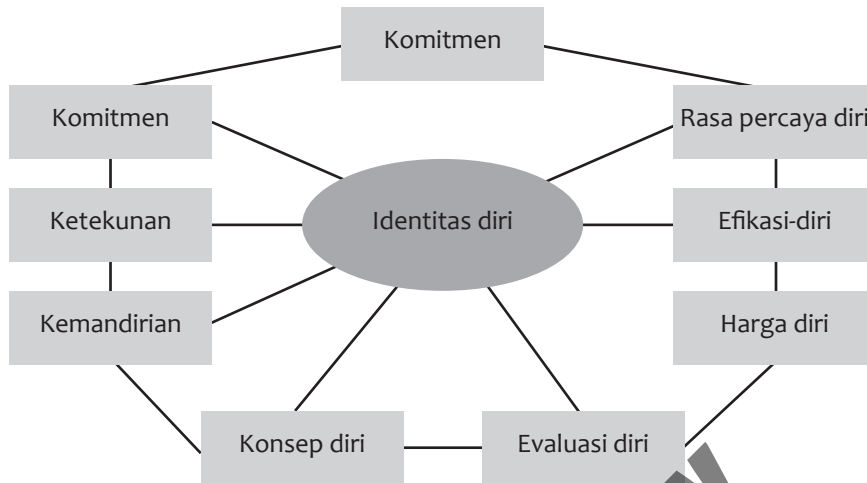 Komitmen
Komitmen
Rasa percaya diri
Ketekunan
Identitas diri
Efikasi-diri
Kemandirian
Harga diri
Konsep diri
Evaluasi diri